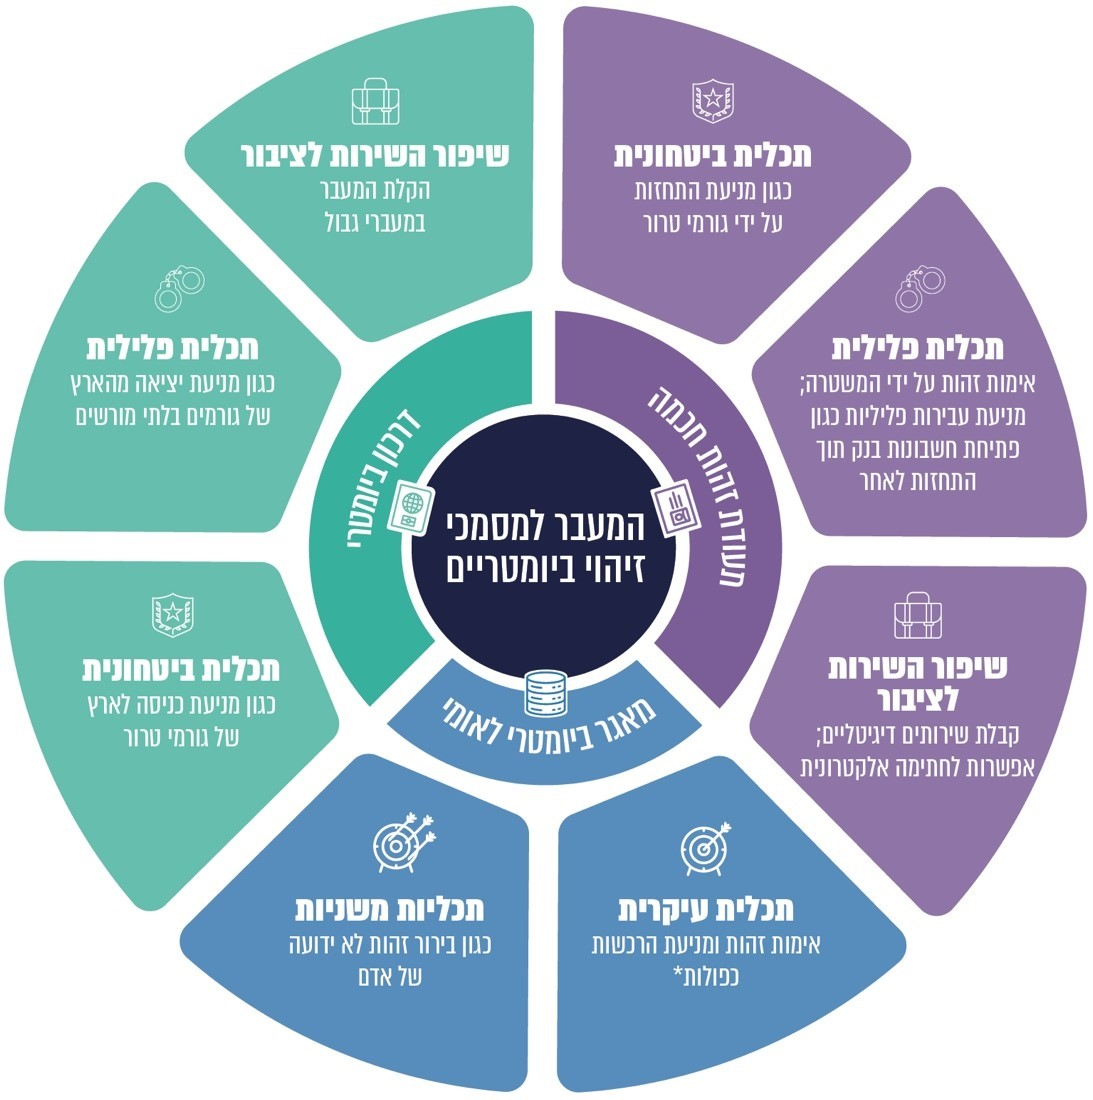 המעבר למסמכי
זיהוי ביומטריים
תעודת זהות חכמה
תכלית ביטחונית
כגון מניעת התחזות
על ידי גורמי טרור
תכלית פלילית
אימות זהות על ידי המשטרה;
מניעת עבירות פליליות כגון
פתיחת חשבונות בנק תוך
התחזות לאחר
שיפור השירות
לציבור
קבלת שירותים דיגיטליים;
אפשרות לחתימה אלקטרונית
מאגר ביומטרי לאומי
תכלית עיקרית
אימות זהות ומניעת הרכשות
כפולות*
תכליות משניות
כגון בירור זהות לא ידועה
של אדם
דרכון ביומטרי
תכלית ביטחונית
כגון מניעת כניסה לארץ
של גורמי טרור
תכלית פלילית
כגון מניעת יציאה מהארץ
של גורמים בלתי מורשים
שיפור השירות לציבור
הקלת המעבר
במעברי גבול